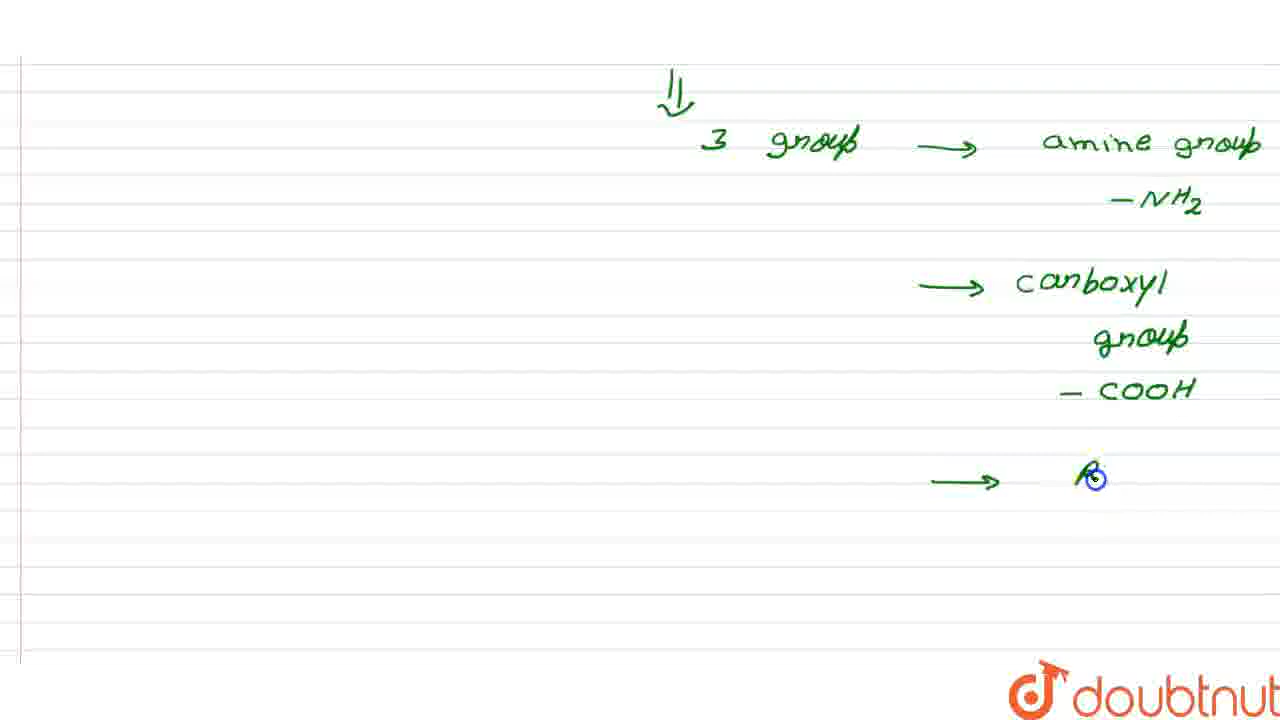 3 group → amine group
- NH2
→ carboxyl
group
- COOH
→ R
doubtnut